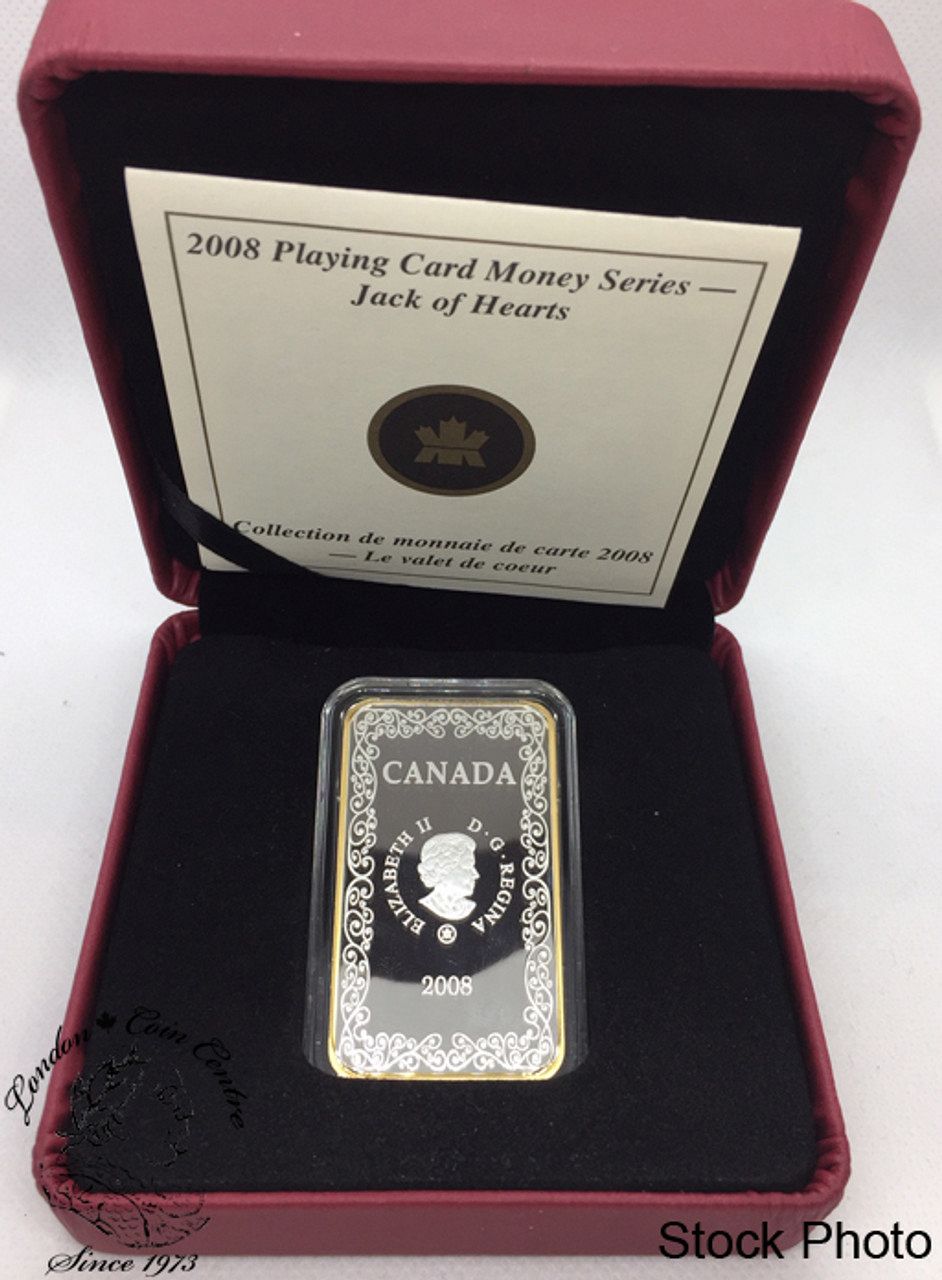 2008 Playing Card Money Series —
Jack of Hearts
Collection de monnaie de carte 2008
— Le valet de coeur
CANADA
ELIZABETH II D·G·REGINA
2008
London Coin Centre
Since 1973
Stock Photo